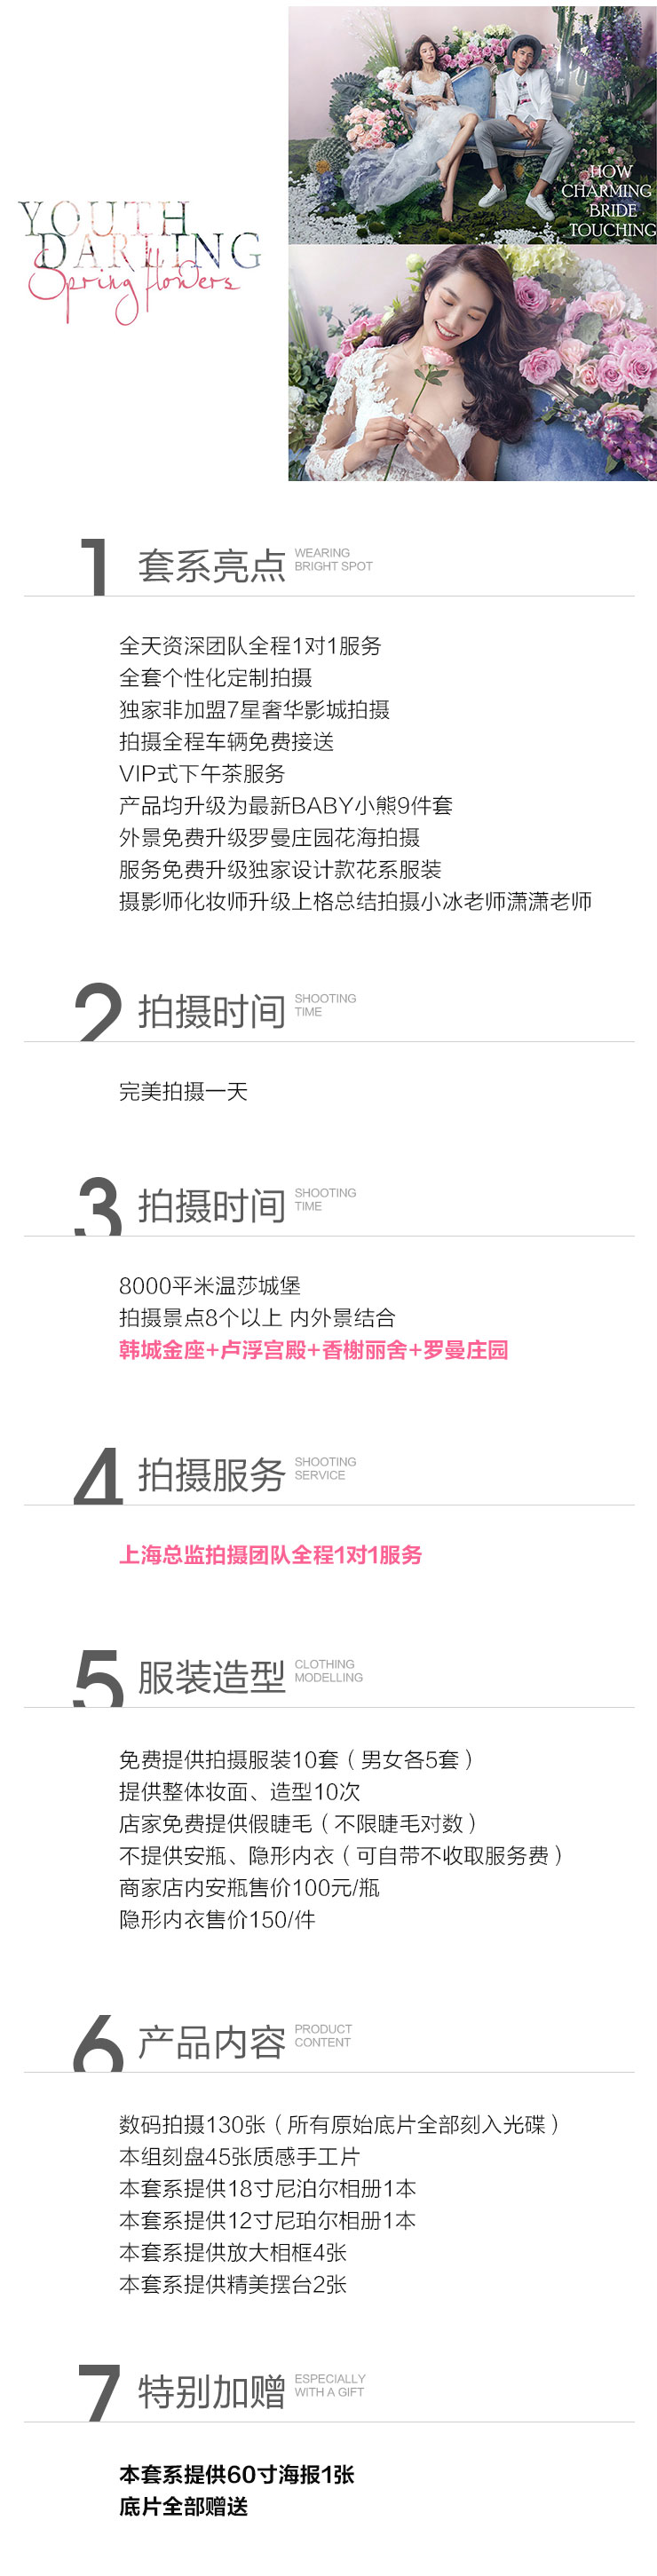 YOUTH
DARLING
Spring flowers
HOW
CHARMING
BRIDE
TOUCHING
1 套系亮点 WEARING
BRIGHT SPOT
全天资深团队全程1对1服务
全套个性化定制拍摄
独家非加盟7星奢华影城拍摄
拍摄全程车辆免费接送
VIP式下午茶服务
产品均升级为最新BABY小熊9件套
外景免费升级罗曼庄园花海拍摄
服务免费升级独家设计款花系服装
摄影师化妆师升级上格总结拍摄小冰老师潇潇老师
2 拍摄时间 SHOOTING
TIME
完美拍摄一天
3 拍摄时间 SHOOTING
TIME
8000平米温莎城堡
拍摄景点8个以上 内外景结合
韩城金座+卢浮宫殿+香榭丽舍+罗曼庄园
4 拍摄服务 SHOOTING
SERVICE
上海总监拍摄团队全程1对1服务
5 服装造型 CLOTHING
MODELLING
免费提供拍摄服装10套（男女各5套）
提供整体妆面、造型10次
店家免费提供假睫毛（不限睫毛对数）
不提供安瓶、隐形内衣（可自带不收取服务费）
商家店内安瓶售价100元/瓶
隐形内衣售价150/件
6 产品内容 PRODUCT
CONTENT
数码拍摄130张（所有原始底片全部刻入光碟）
本组刻盘45张质感手工片
本套系提供18寸尼泊尔相册1本
本套系提供12寸尼珀尔相册1本
本套系提供放大相框4张
本套系提供精美摆台2张
7 特别加赠 ESPECIALLY
WITH A GIFT
本套系提供60寸海报1张
底片全部赠送